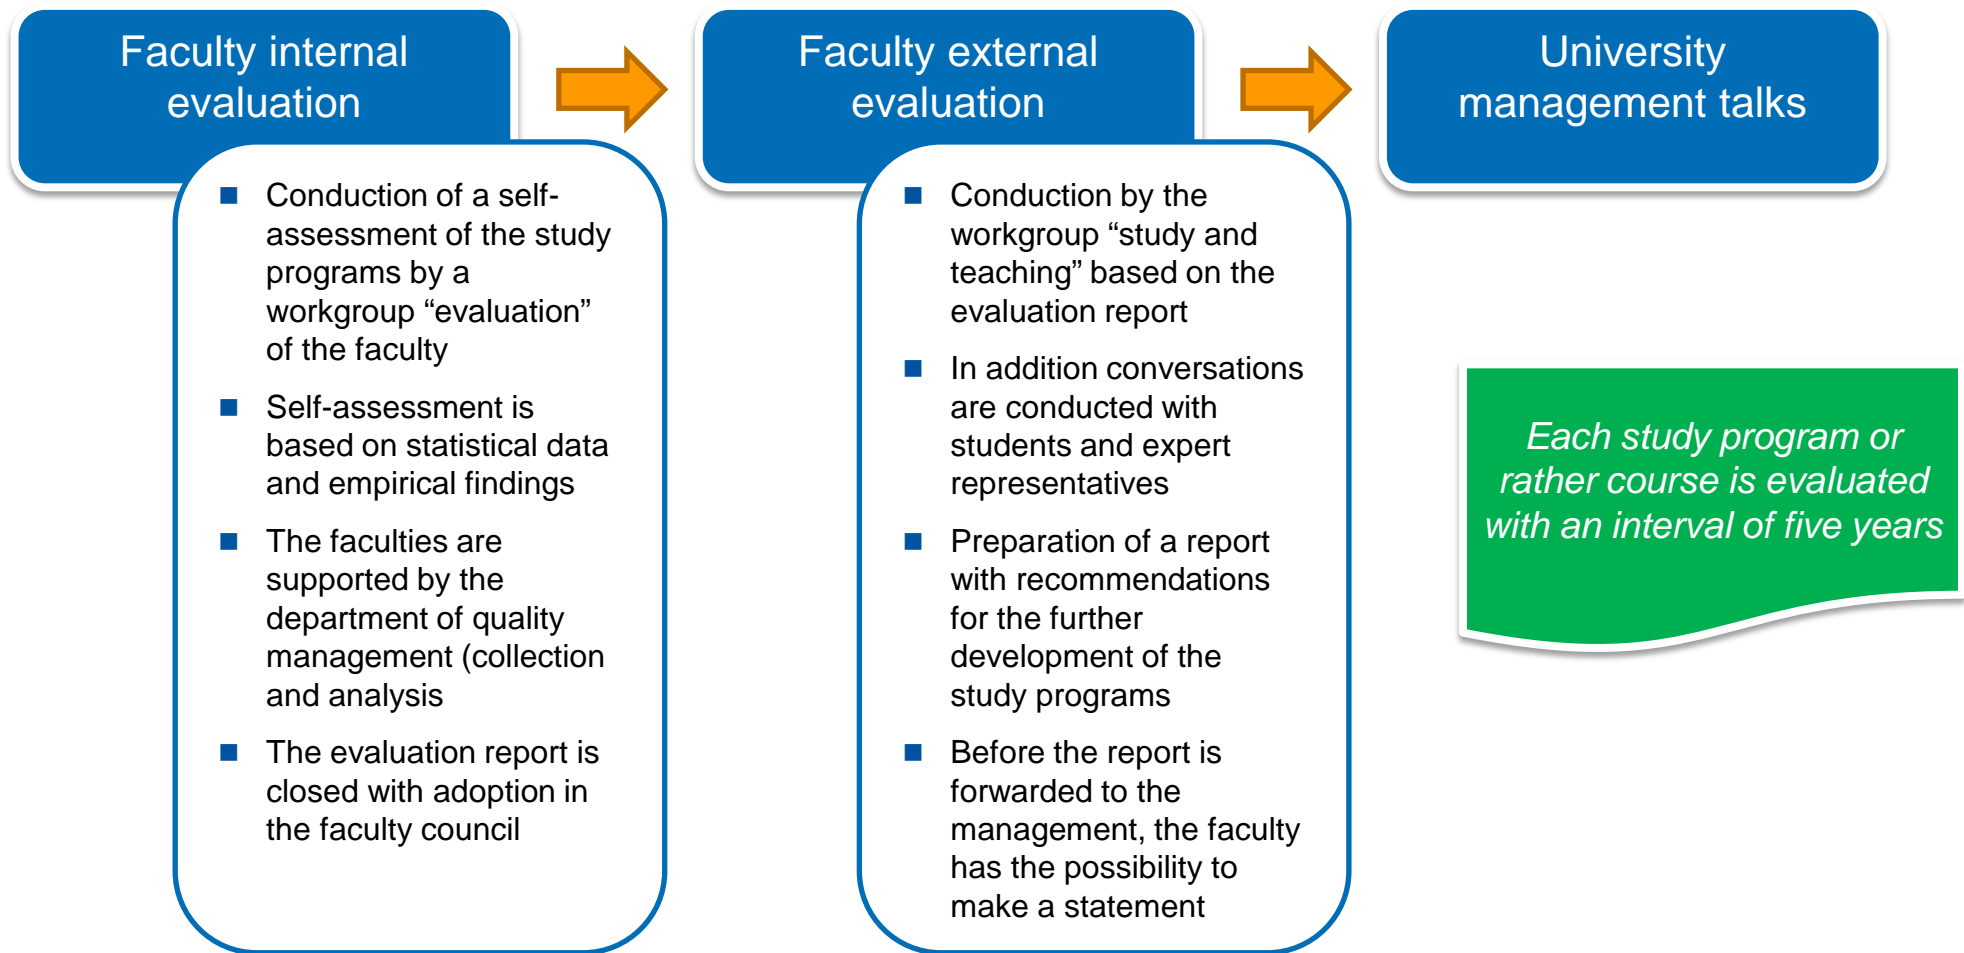 Faculty internal
evaluation
Conduction of a self-
assessment of the study
programs by a
workgroup “evaluation”
of the faculty
Self-assessment is
based on statistical data
and empirical findings
The faculties are
supported by the
department of quality
management (collection
and analysis
The evaluation report is
closed with adoption in
the faculty council
Faculty external
evaluation
Conduction by the
workgroup “study and
teaching” based on the
evaluation report
In addition conversations
are conducted with
students and expert
representatives
Preparation of a report
with recommendations
for the further
development of the
study programs
Before the report is
forwarded to the
management, the faculty
has the possibility to
make a statement
University
management talks
Each study program or
rather course is evaluated
with an interval of five years